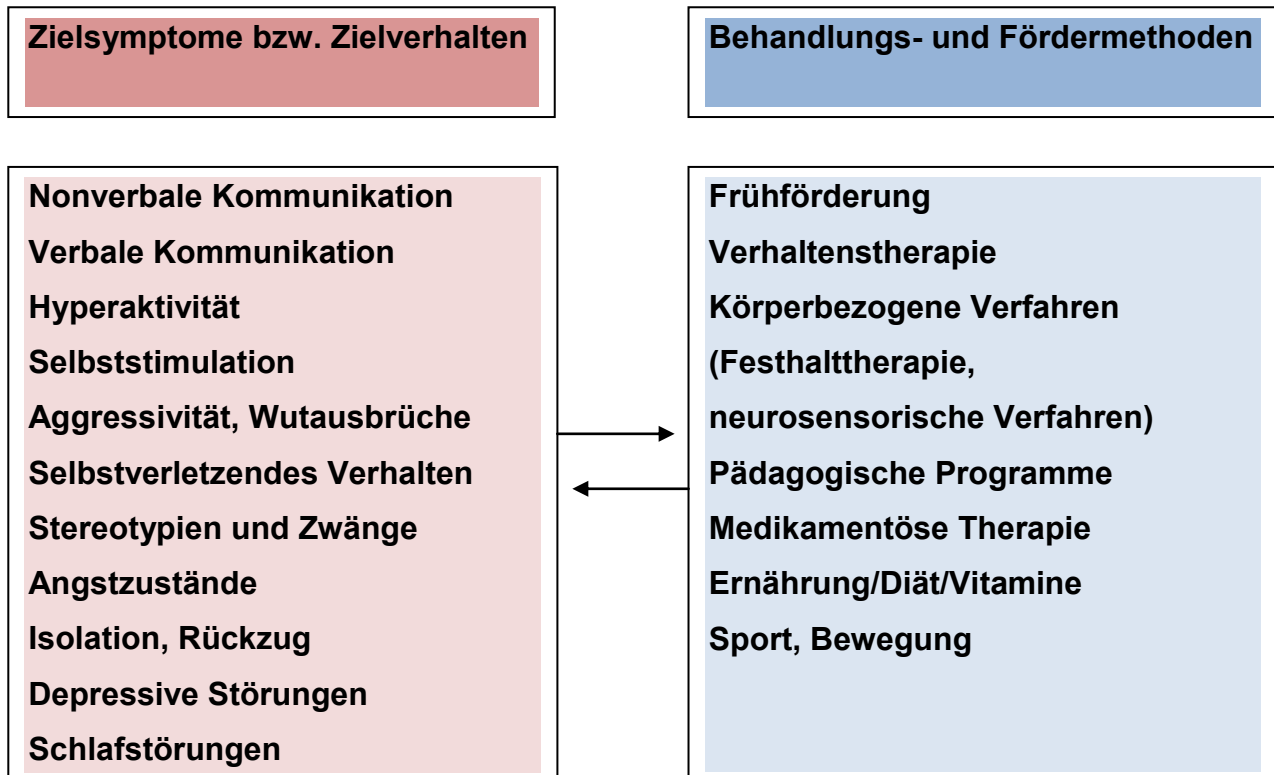 Zielsymptome bzw. Zielverhalten
Behandlungs- und Fördermethoden
Nonverbale Kommunikation
Verbale Kommunikation
Hyperaktivität
Selbststimulation
Aggressivität, Wutausbrüche
Selbstverletzendes Verhalten
Stereotypien und Zwänge
Angstzustände
Isolation, Rückzug
Depressive Störungen
Schlafstörungen
Frühförderung
Verhaltenstherapie
Körperbezogene Verfahren
(Festhalttherapie,
neurosensorische Verfahren)
Pädagogische Programme
Medikamentöse Therapie
Ernährung/Diät/Vitamine
Sport, Bewegung